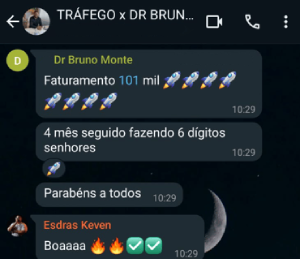 TRÁFEGO x DR BRUN...
D
Dr Bruno Monte
Faturamento 101 mil 🚀🚀🚀🚀
🚀🚀🚀🚀
10:29
4 mês seguido fazendo 6 dígitos
senhores
10:29
🚀
Parabéns a todos 10:29
Esdras Keven
Boaaaa 🔥🔥✅✅ 10:29